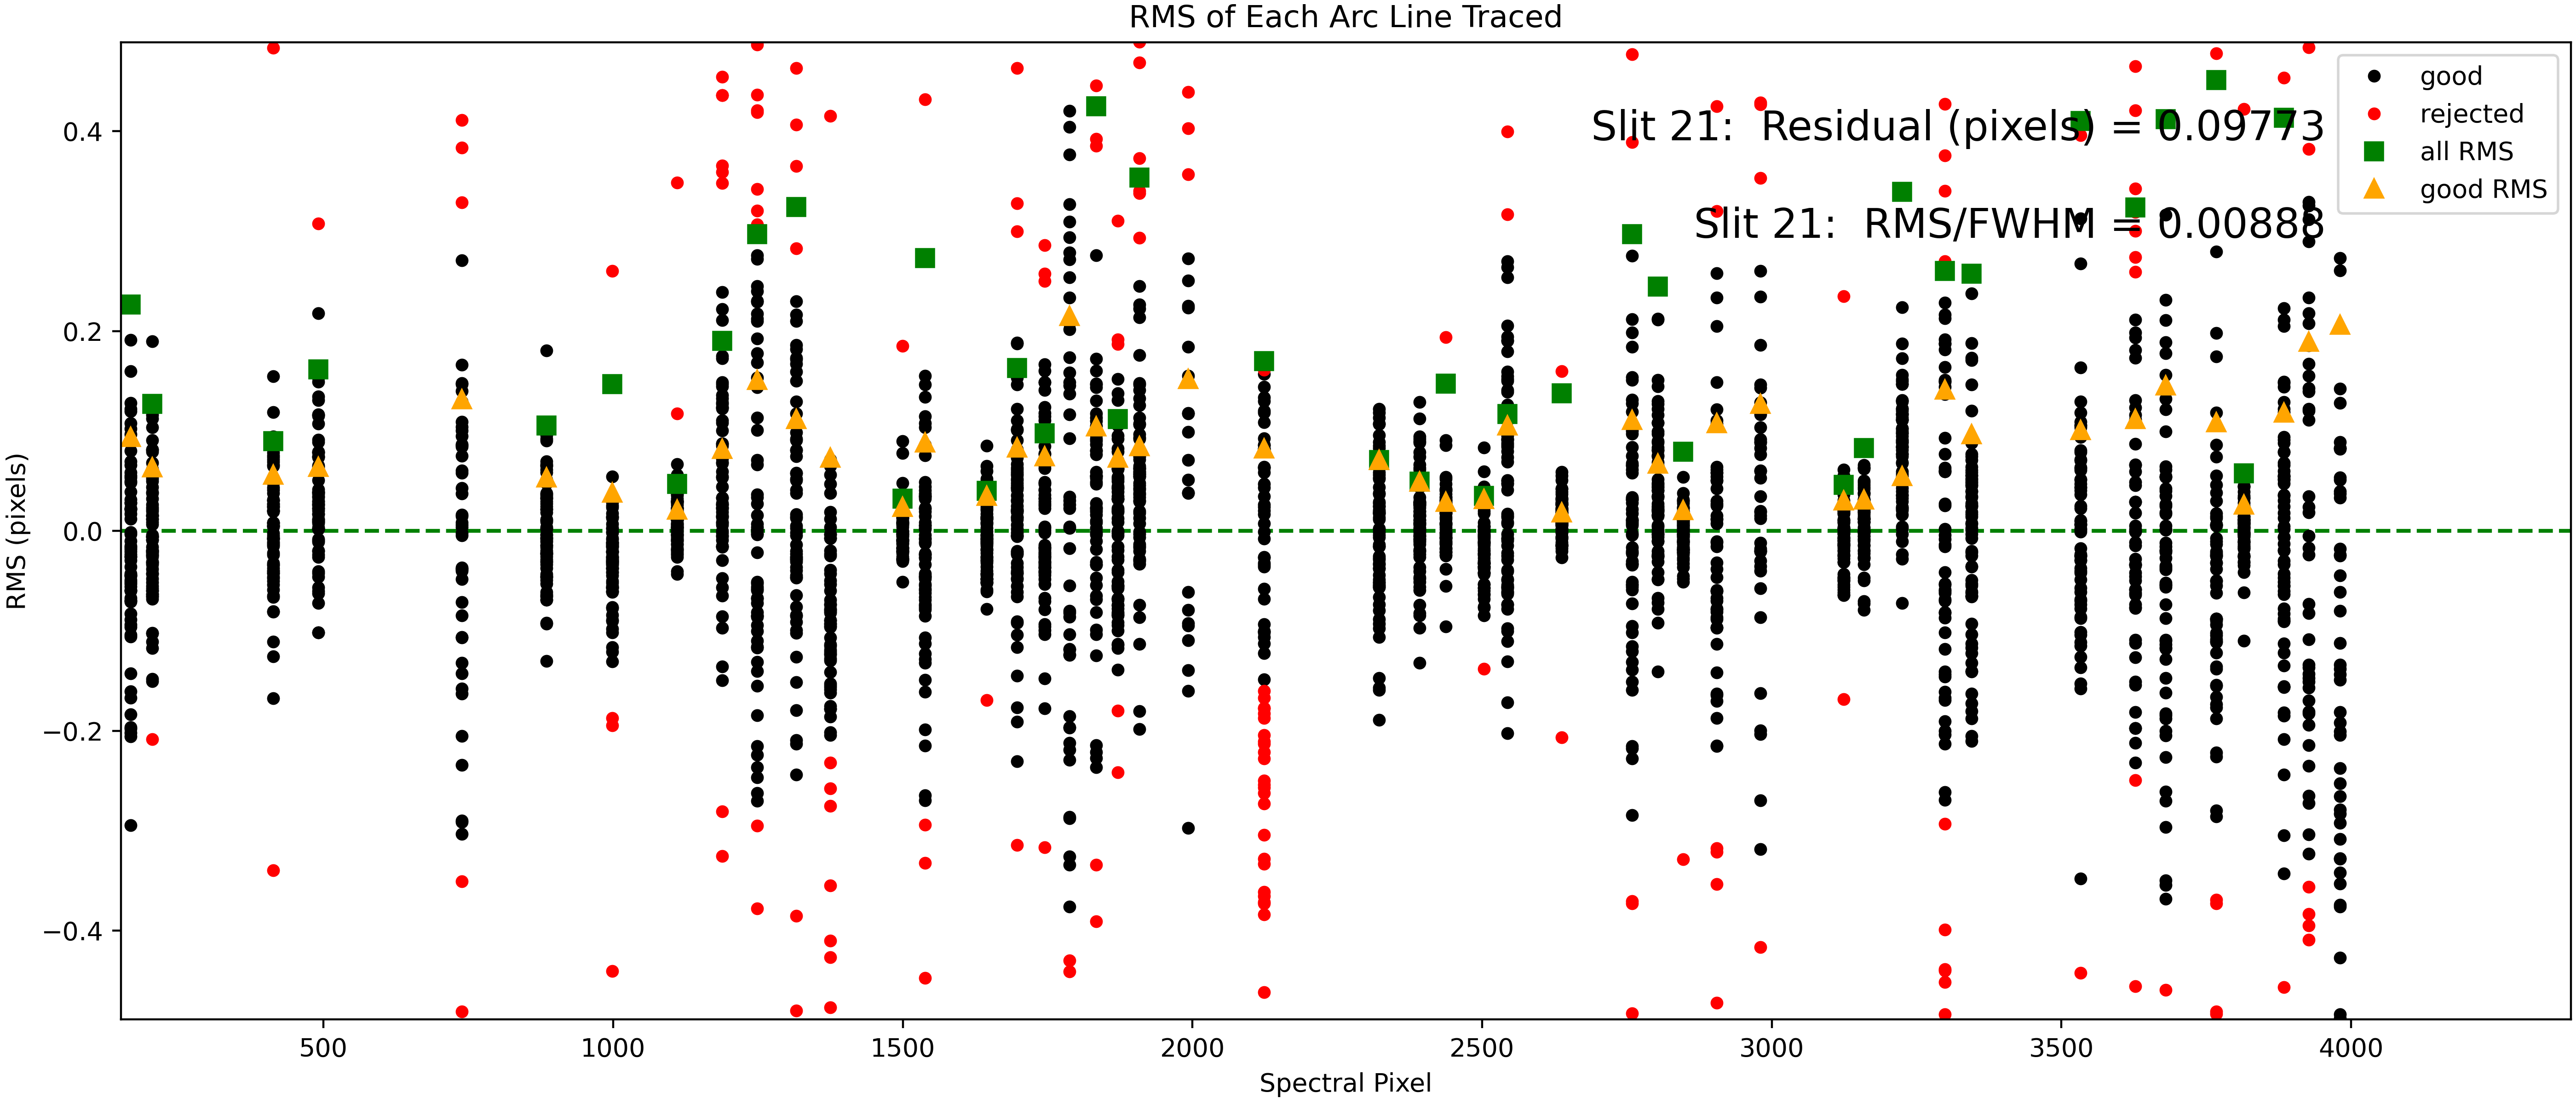 RMS of Each Arc Line Traced
good
rejected
all RMS
good RMS
Slit 21:  Residual (pixels) = 0.09773
Slit 21:  RMS/FWHM = 0.00888
RMS (pixels)
0.4
0.2
0.0
−0.2
−0.4
500 1000 1500 2000 2500 3000 3500 4000
Spectral Pixel